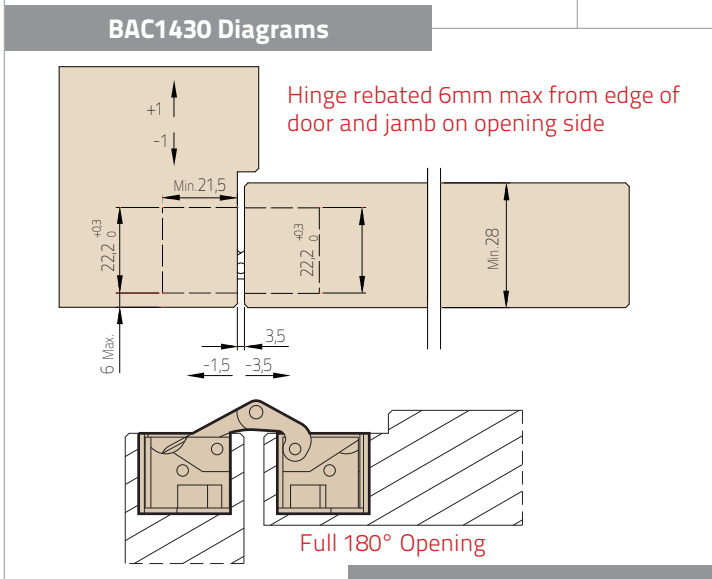 BAC1430 Diagrams
Hinge rebated 6mm max from edge of
door and jamb on opening side
+1
-1
Min.21,5
22,2 +0,3 0
22,2 +0,3 0
Min.28
6 Max.
3,5
-1,5 -3,5
Full 180° Opening